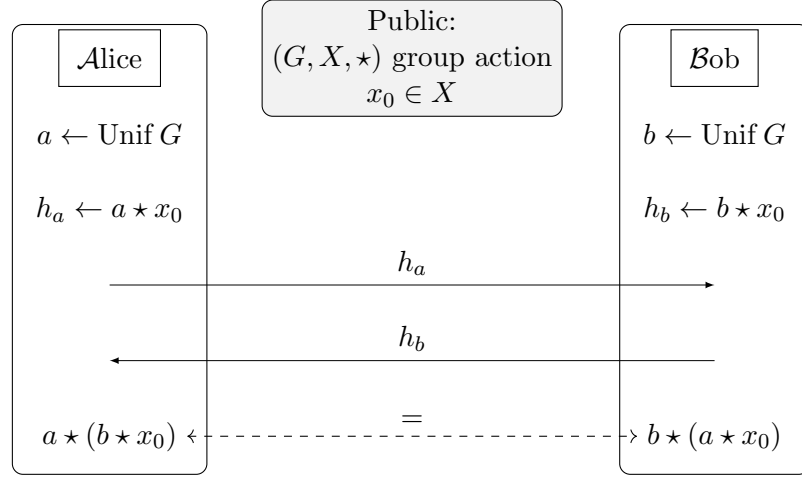 Public:
(G, X, ⋆) group action
x₀ ∈ X
Alice
Bob
a ← Unif G
b ← Unif G
hₐ ← a ⋆ x₀
h_b ← b ⋆ x₀
hₐ
h_b
=
a ⋆ (b ⋆ x₀)
b ⋆ (a ⋆ x₀)